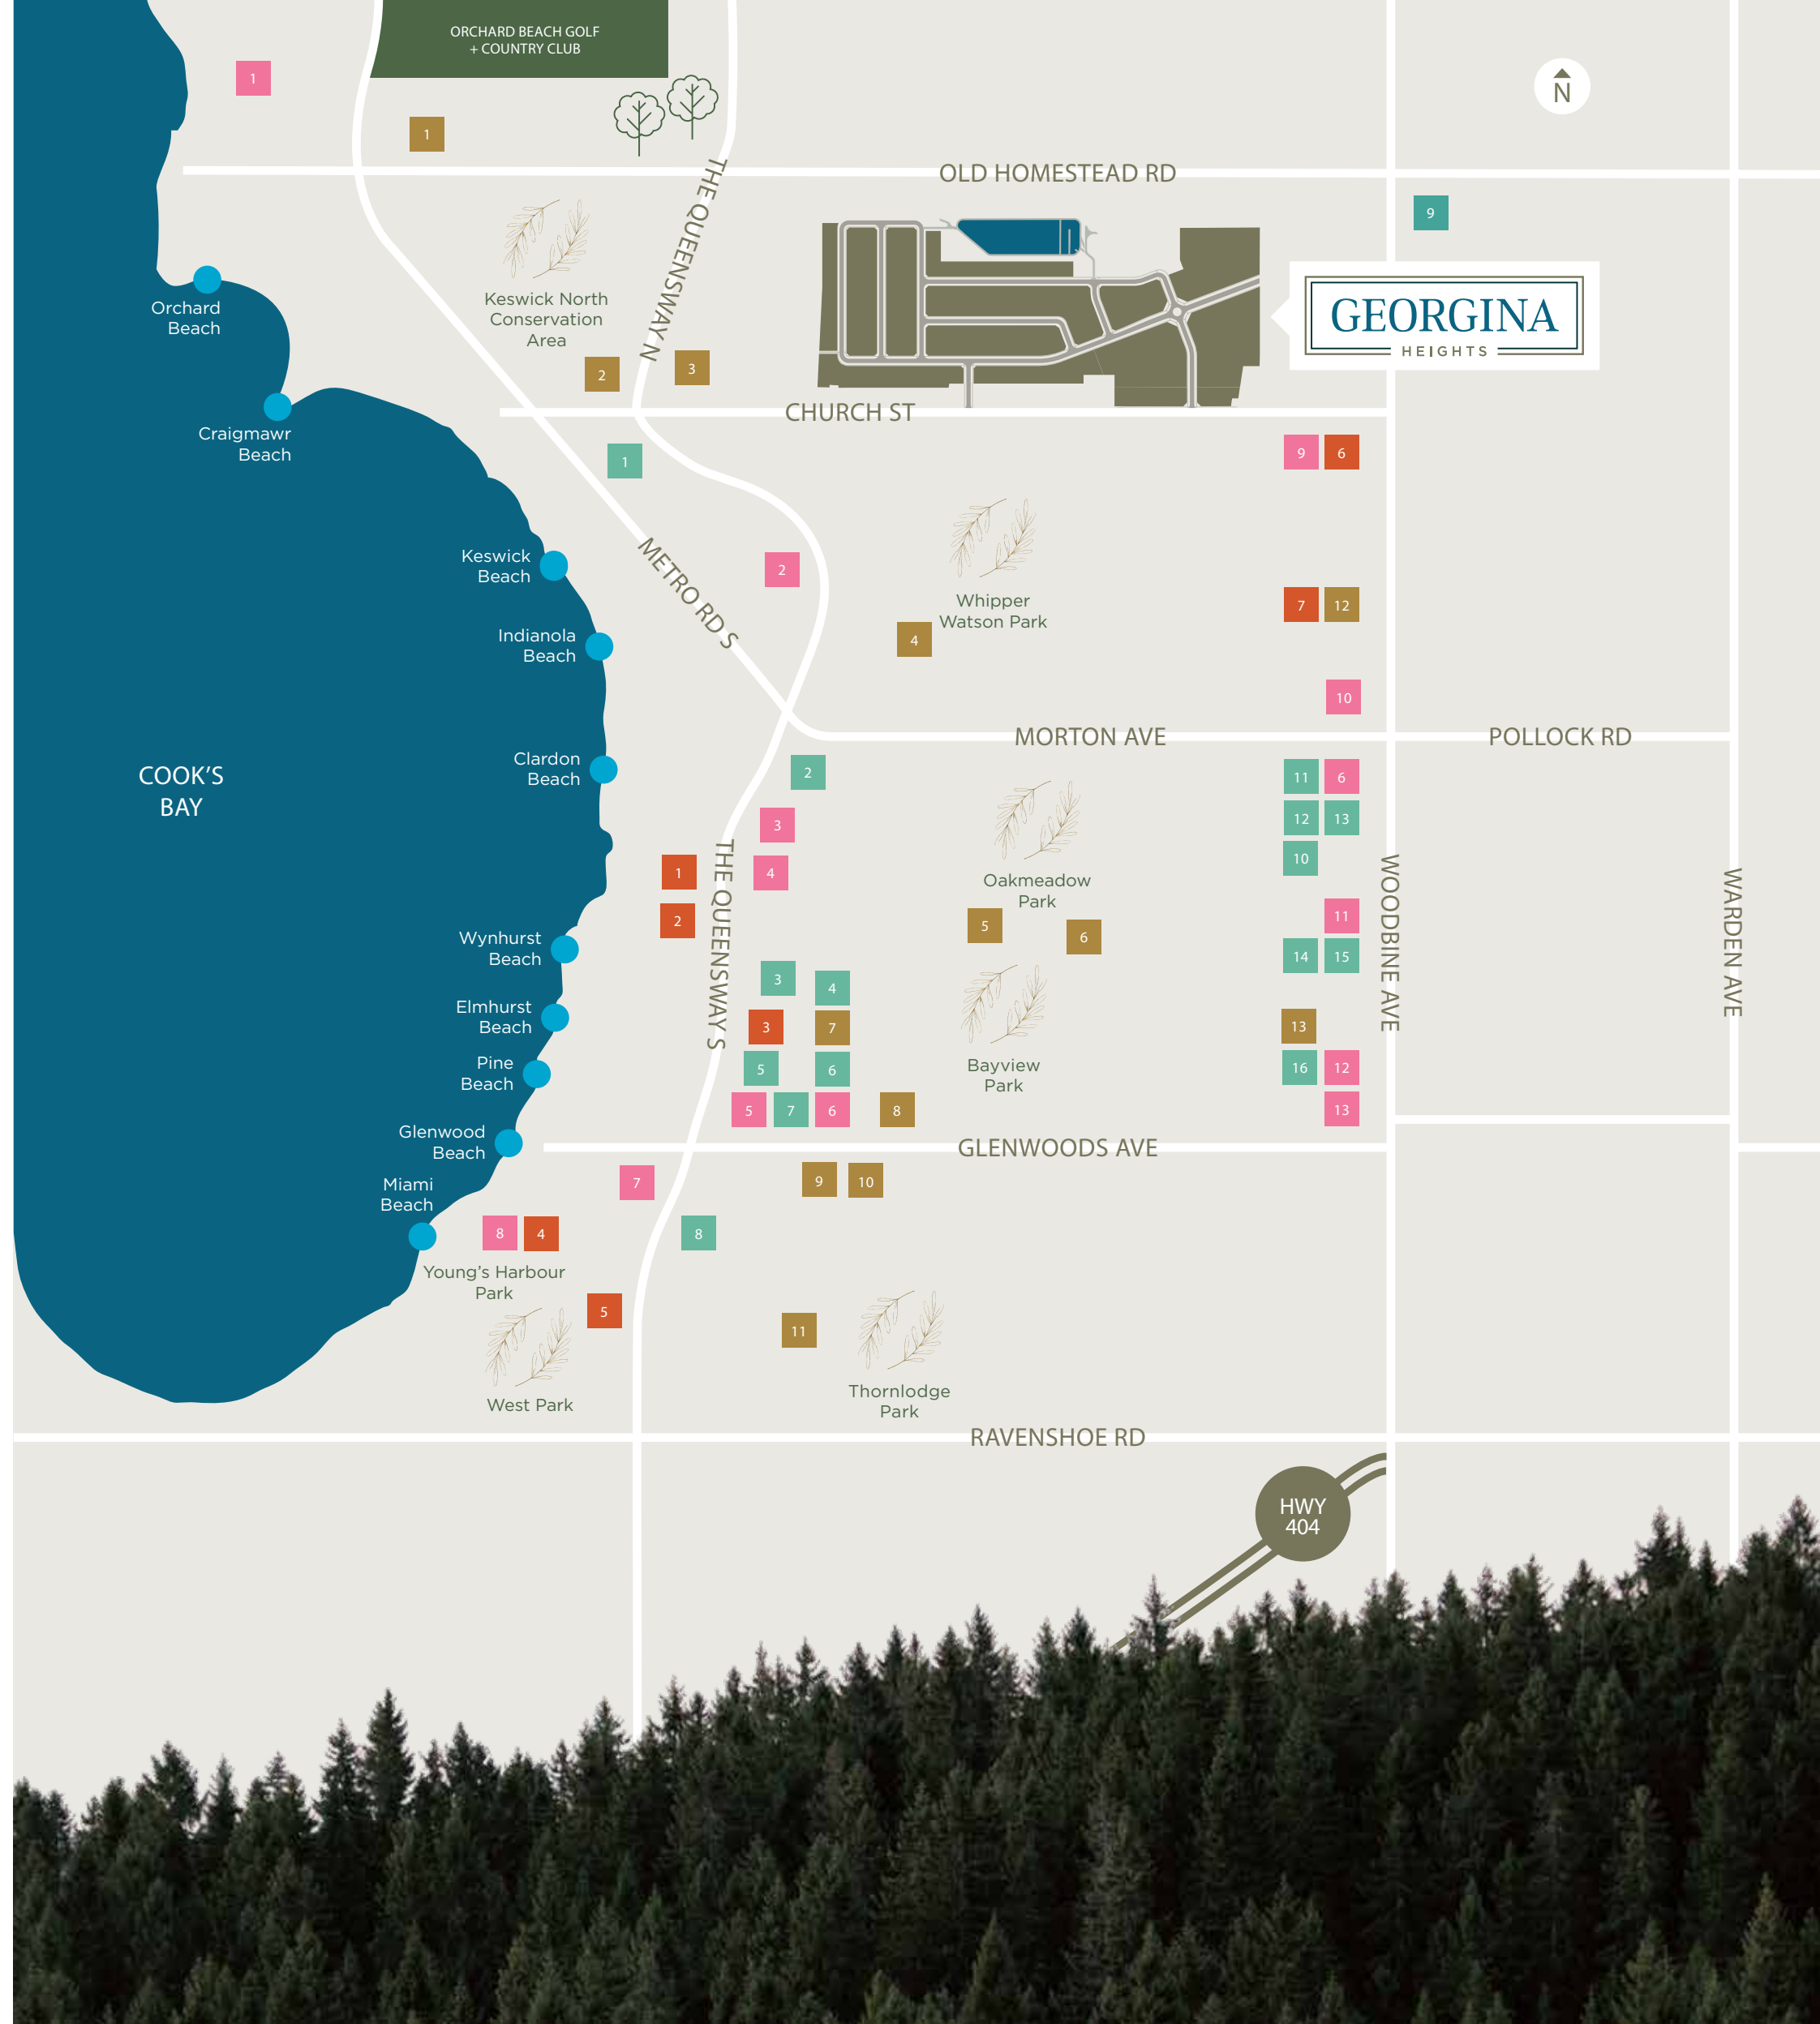 ORCHARD BEACH GOLF
+ COUNTRY CLUB
1
N
1
OLD HOMESTEAD RD
THE QUEENSWAY N
9
Keswick North
Conservation
Area
Orchard
Beach
GEORGINA
HEIGHTS
2
3
CHURCH ST
Craigmawr
Beach
1
9
6
METRO RD S
Keswick
Beach
2
Whipper
Watson Park
7
12
Indianola
Beach
4
10
MORTON AVE
POLLOCK RD
COOK'S
BAY
Clardon
Beach
2
11
6
3
12
13
THE QUEENSWAY S
1
4
Oakmeadow
Park
10
WOODBINE AVE
WARDEN AVE
2
5
6
11
Wynhurst
Beach
14
15
3
4
Elmhurst
Beach
3
7
13
Pine
Beach
5
6
Bayview
Park
16
12
5
7
6
8
13
Glenwood
Beach
GLENWOODS AVE
Miami
Beach
7
9
10
8
4
8
Young's Harbour
Park
5
11
West Park
Thornlodge
Park
RAVENSHOE RD
HWY
404